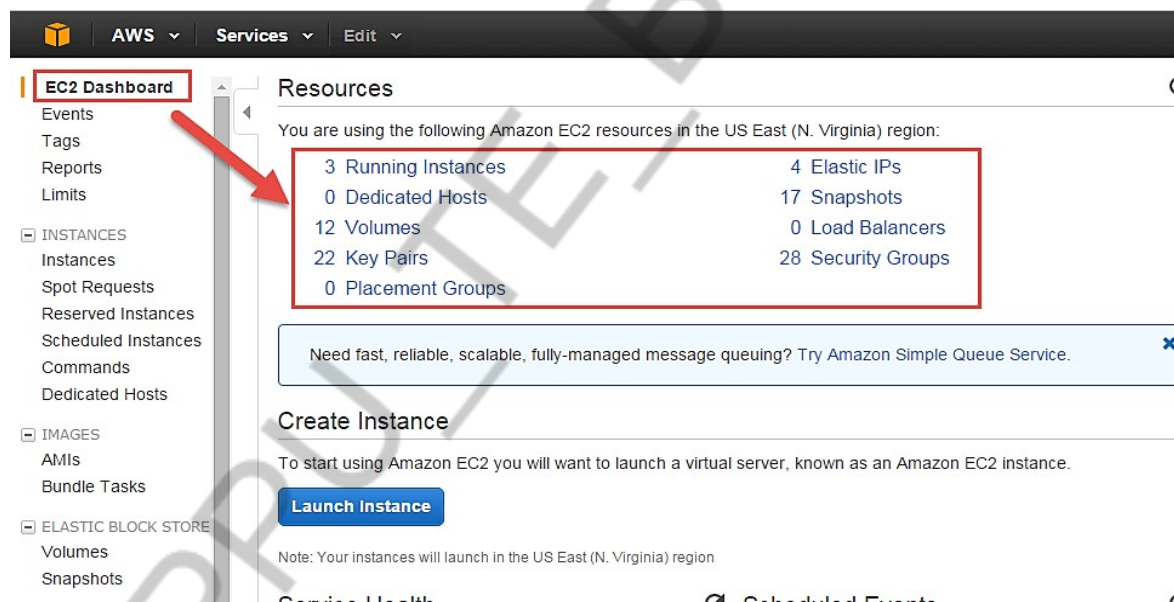 AWS Services Edit
EC2 Dashboard
Events
Tags
Reports
Limits
INSTANCES
Instances
Spot Requests
Reserved Instances
Scheduled Instances
Commands
Dedicated Hosts
IMAGES
AMIs
Bundle Tasks
ELASTIC BLOCK STORE
Volumes
Snapshots
Resources
You are using the following Amazon EC2 resources in the US East (N. Virginia) region:
3 Running Instances
0 Dedicated Hosts
12 Volumes
22 Key Pairs
0 Placement Groups
4 Elastic IPs
17 Snapshots
0 Load Balancers
28 Security Groups
Need fast, reliable, scalable, fully-managed message queuing? Try Amazon Simple Queue Service.
Create Instance
To start using Amazon EC2 you will want to launch a virtual server, known as an Amazon EC2 instance.
Launch Instance
Note: Your instances will launch in the US East (N. Virginia) region
Service Health
Scheduled Events